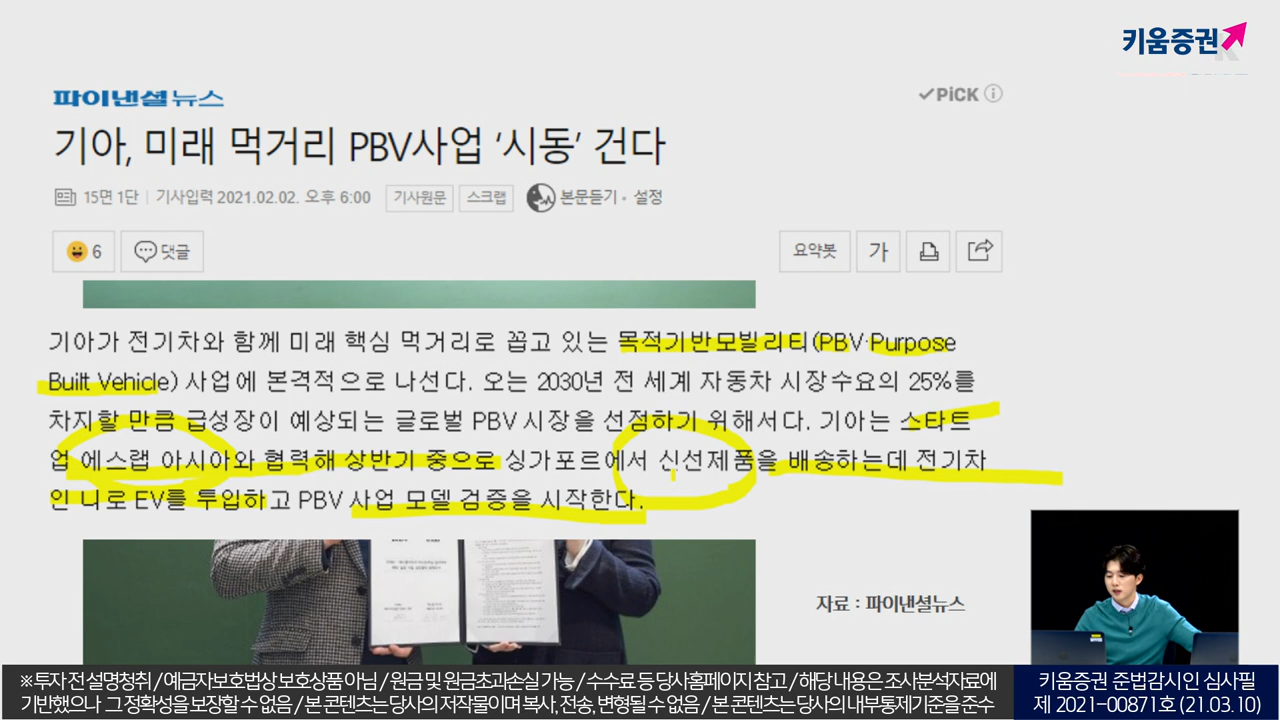 키움증권
파이낸셜뉴스
✓PiCK
기아, 미래 먹거리 PBV사업 ‘시동’ 건다
15면 1단 기사입력 2021.02.02. 오후 6:00 기사원문 스크랩 본문듣기 · 설정
6 댓글 요약봇 가
기아가 전기차와 함께 미래 핵심 먹거리로 꼽고 있는 목적기반모빌리티(PBV·Purpose
Built Vehicle) 사업에 본격적으로 나선다. 오는 2030년 전 세계 자동차 시장수요의 25%를
차지할 만큼 급성장이 예상되는 글로벌 PBV 시장을 선점하기 위해서다. 기아는 스타트
업 에스랩 아시아와 협력해 상반기 중으로 싱가포르에서 신선제품을 배송하는데 전기차
인 니로 EV를 투입하고 PBV 사업 모델 검증을 시작한다.
자료 : 파이낸셜뉴스
※ 투자 전 설명청취 / 예금자보호법상 보호상품 아님 / 원금 및 원금초과손실 가능 / 수수료 등 당사홈페이지 참고 / 해당 내용은 조사분석자료에
기반했으나 그 정확성을 보장할 수 없음 / 본 콘텐츠는 당사의 저작물이며 복사, 전송, 변형될 수 없음 / 본 콘텐츠는 당사의 내부통제기준을 준수
키움증권 준법감시인 심사필
제 2021-00871호 (21.03.10)